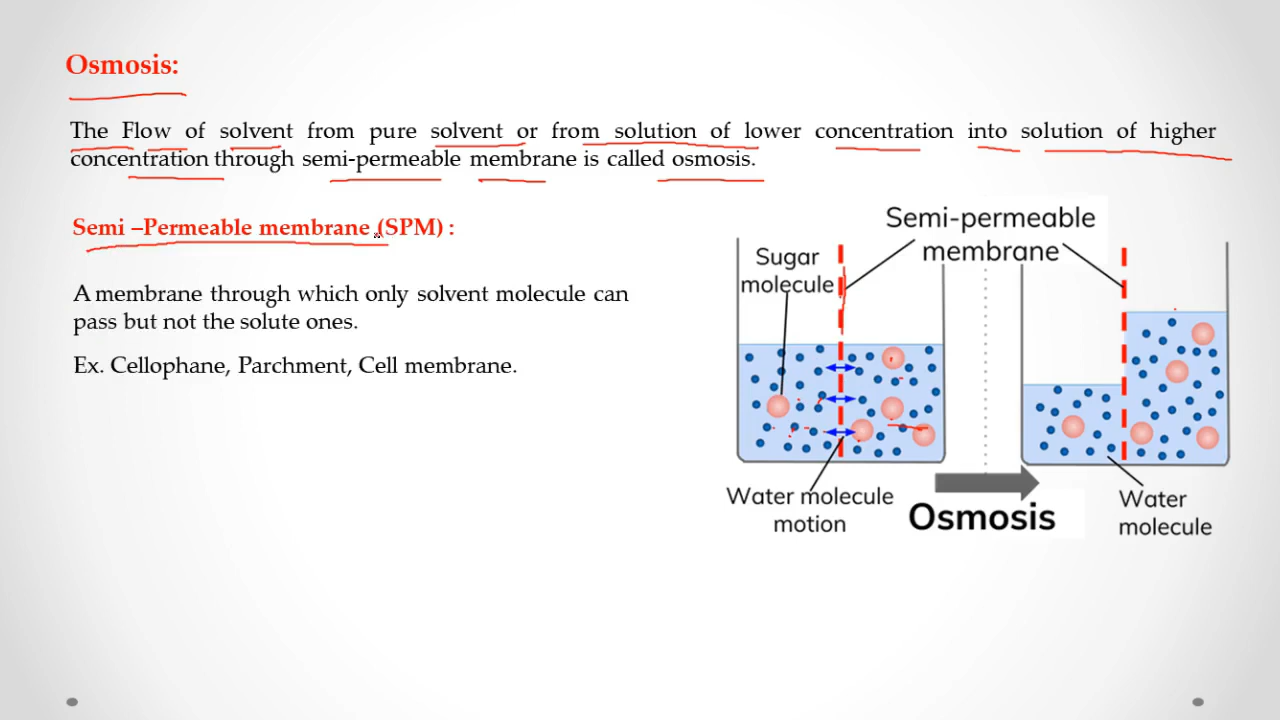 Osmosis:
The Flow of solvent from pure solvent or from solution of lower concentration into solution of higher
concentration through semi-permeable membrane is called osmosis.
Semi –Permeable membrane (SPM) :
A membrane through which only solvent molecule can
pass but not the solute ones.
Ex. Cellophane, Parchment, Cell membrane.
Semi-permeable
membrane
Sugar
molecule
Water molecule
motion
Osmosis
Water
molecule